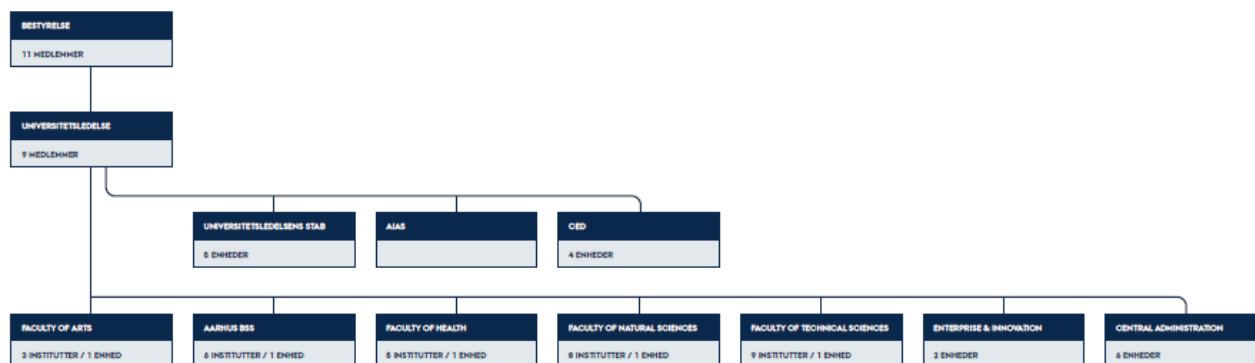 BESTYRELSE
11 MEDLEMMER
UNIVERSITETSLEDELSE
9 MEDLEMMER
UNIVERSITETSLEDELSENS STAB
5 ENHEDER
AIAS
CED
4 ENHEDER
FACULTY OF ARTS
3 INSTITUTTER / 1 ENHED
AARHUS BSS
6 INSTITUTTER / 1 ENHED
FACULTY OF HEALTH
5 INSTITUTTER / 1 ENHED
FACULTY OF NATURAL SCIENCES
8 INSTITUTTER / 1 ENHED
FACULTY OF TECHNICAL SCIENCES
9 INSTITUTTER / 1 ENHED
ENTERPRISE & INNOVATION
ENHEDER
CENTRAL ADMINISTRATION
6 ENHEDER